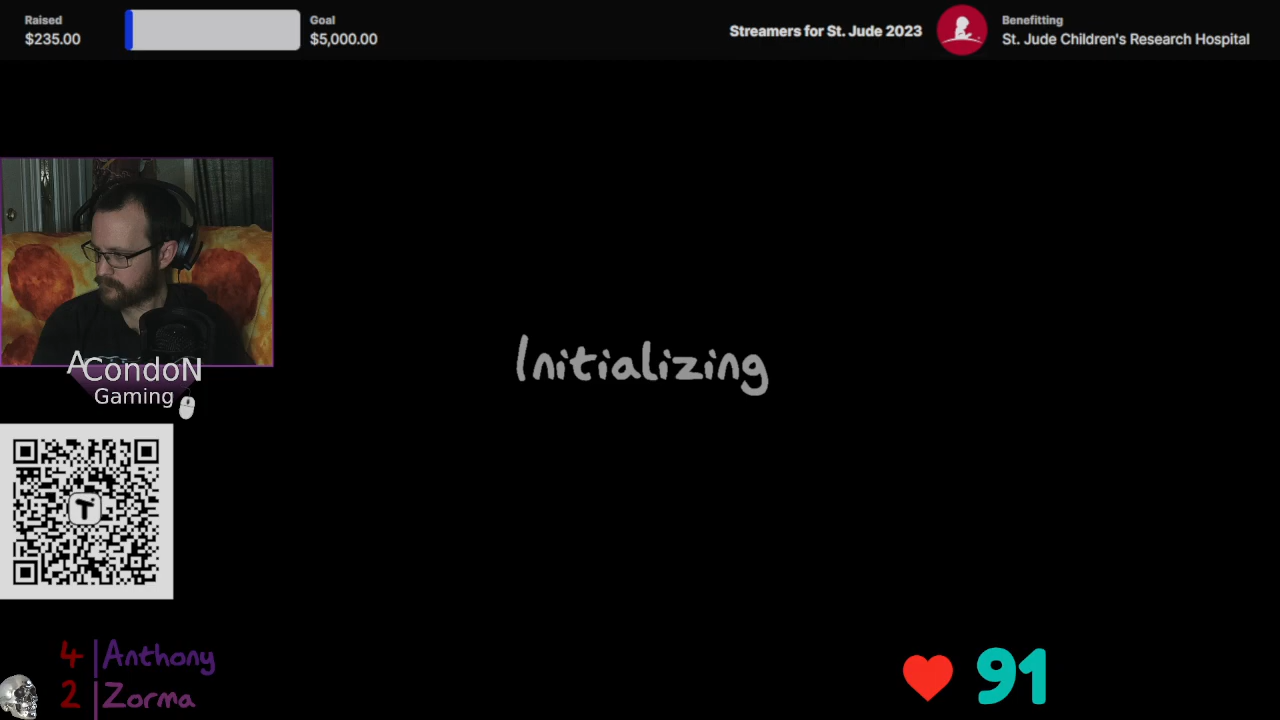 Raised
$235.00
Goal
$5,000.00
Streamers for St. Jude 2023
Benefitting
St. Jude Children's Research Hospital
Initializing
ACondoN
Gaming
T
4 |Anthony
2 |Zorma
91